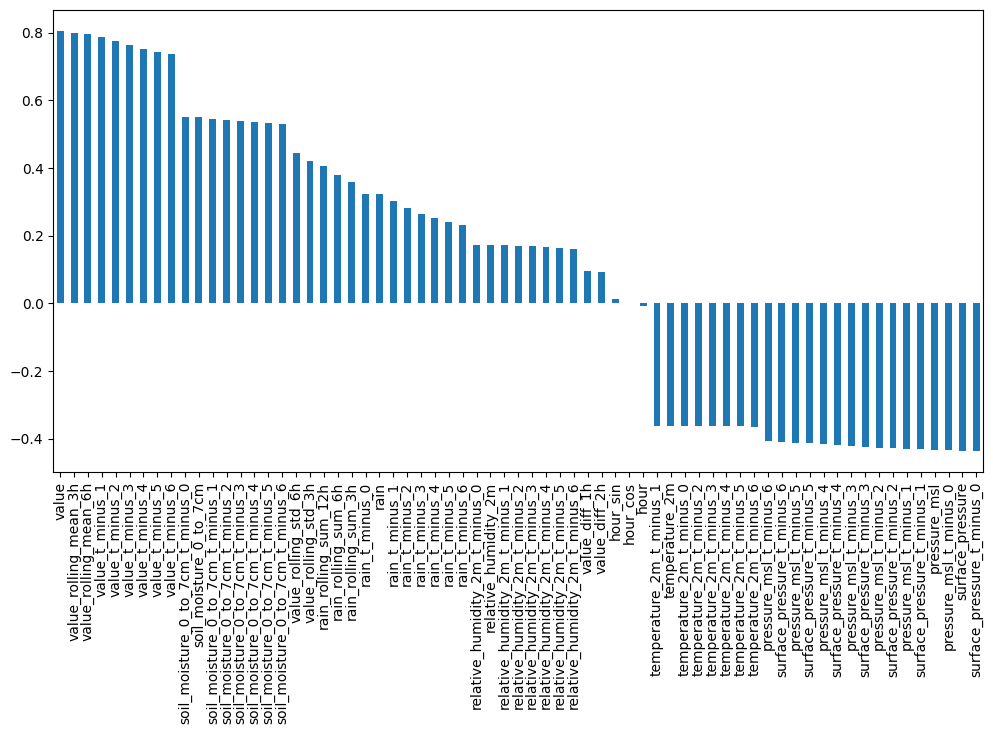 0.8
0.6
0.4
0.2
0.0
−0.2
−0.4
value
value_rolling_mean_3h
value_rolling_mean_6h
value_t_minus_1
value_t_minus_2
value_t_minus_3
value_t_minus_4
value_t_minus_5
value_t_minus_6
soil_moisture_0_to_7cm_t_minus_0
soil_moisture_0_to_7cm
soil_moisture_0_to_7cm_t_minus_1
soil_moisture_0_to_7cm_t_minus_2
soil_moisture_0_to_7cm_t_minus_3
soil_moisture_0_to_7cm_t_minus_4
soil_moisture_0_to_7cm_t_minus_5
soil_moisture_0_to_7cm_t_minus_6
value_rolling_std_6h
value_rolling_std_3h
rain_rolling_sum_12h
rain_rolling_sum_6h
rain_rolling_sum_3h
rain_t_minus_0
rain
rain_t_minus_1
rain_t_minus_2
rain_t_minus_3
rain_t_minus_4
rain_t_minus_5
rain_t_minus_6
relative_humidity_2m_t_minus_0
relative_humidity_2m
relative_humidity_2m_t_minus_1
relative_humidity_2m_t_minus_2
relative_humidity_2m_t_minus_3
relative_humidity_2m_t_minus_4
relative_humidity_2m_t_minus_5
relative_humidity_2m_t_minus_6
value_diff_1h
value_diff_2h
hour_sin
hour_cos
hour
temperature_2m_t_minus_1
temperature_2m
temperature_2m_t_minus_0
temperature_2m_t_minus_2
temperature_2m_t_minus_3
temperature_2m_t_minus_4
temperature_2m_t_minus_5
temperature_2m_t_minus_6
pressure_msl_t_minus_6
surface_pressure_t_minus_6
surface_pressure_t_minus_5
pressure_msl_t_minus_5
pressure_msl_t_minus_4
surface_pressure_t_minus_4
pressure_msl_t_minus_3
surface_pressure_t_minus_3
pressure_msl_t_minus_2
surface_pressure_t_minus_2
pressure_msl_t_minus_1
surface_pressure_t_minus_1
pressure_msl
pressure_msl_t_minus_0
surface_pressure
surface_pressure_t_minus_0